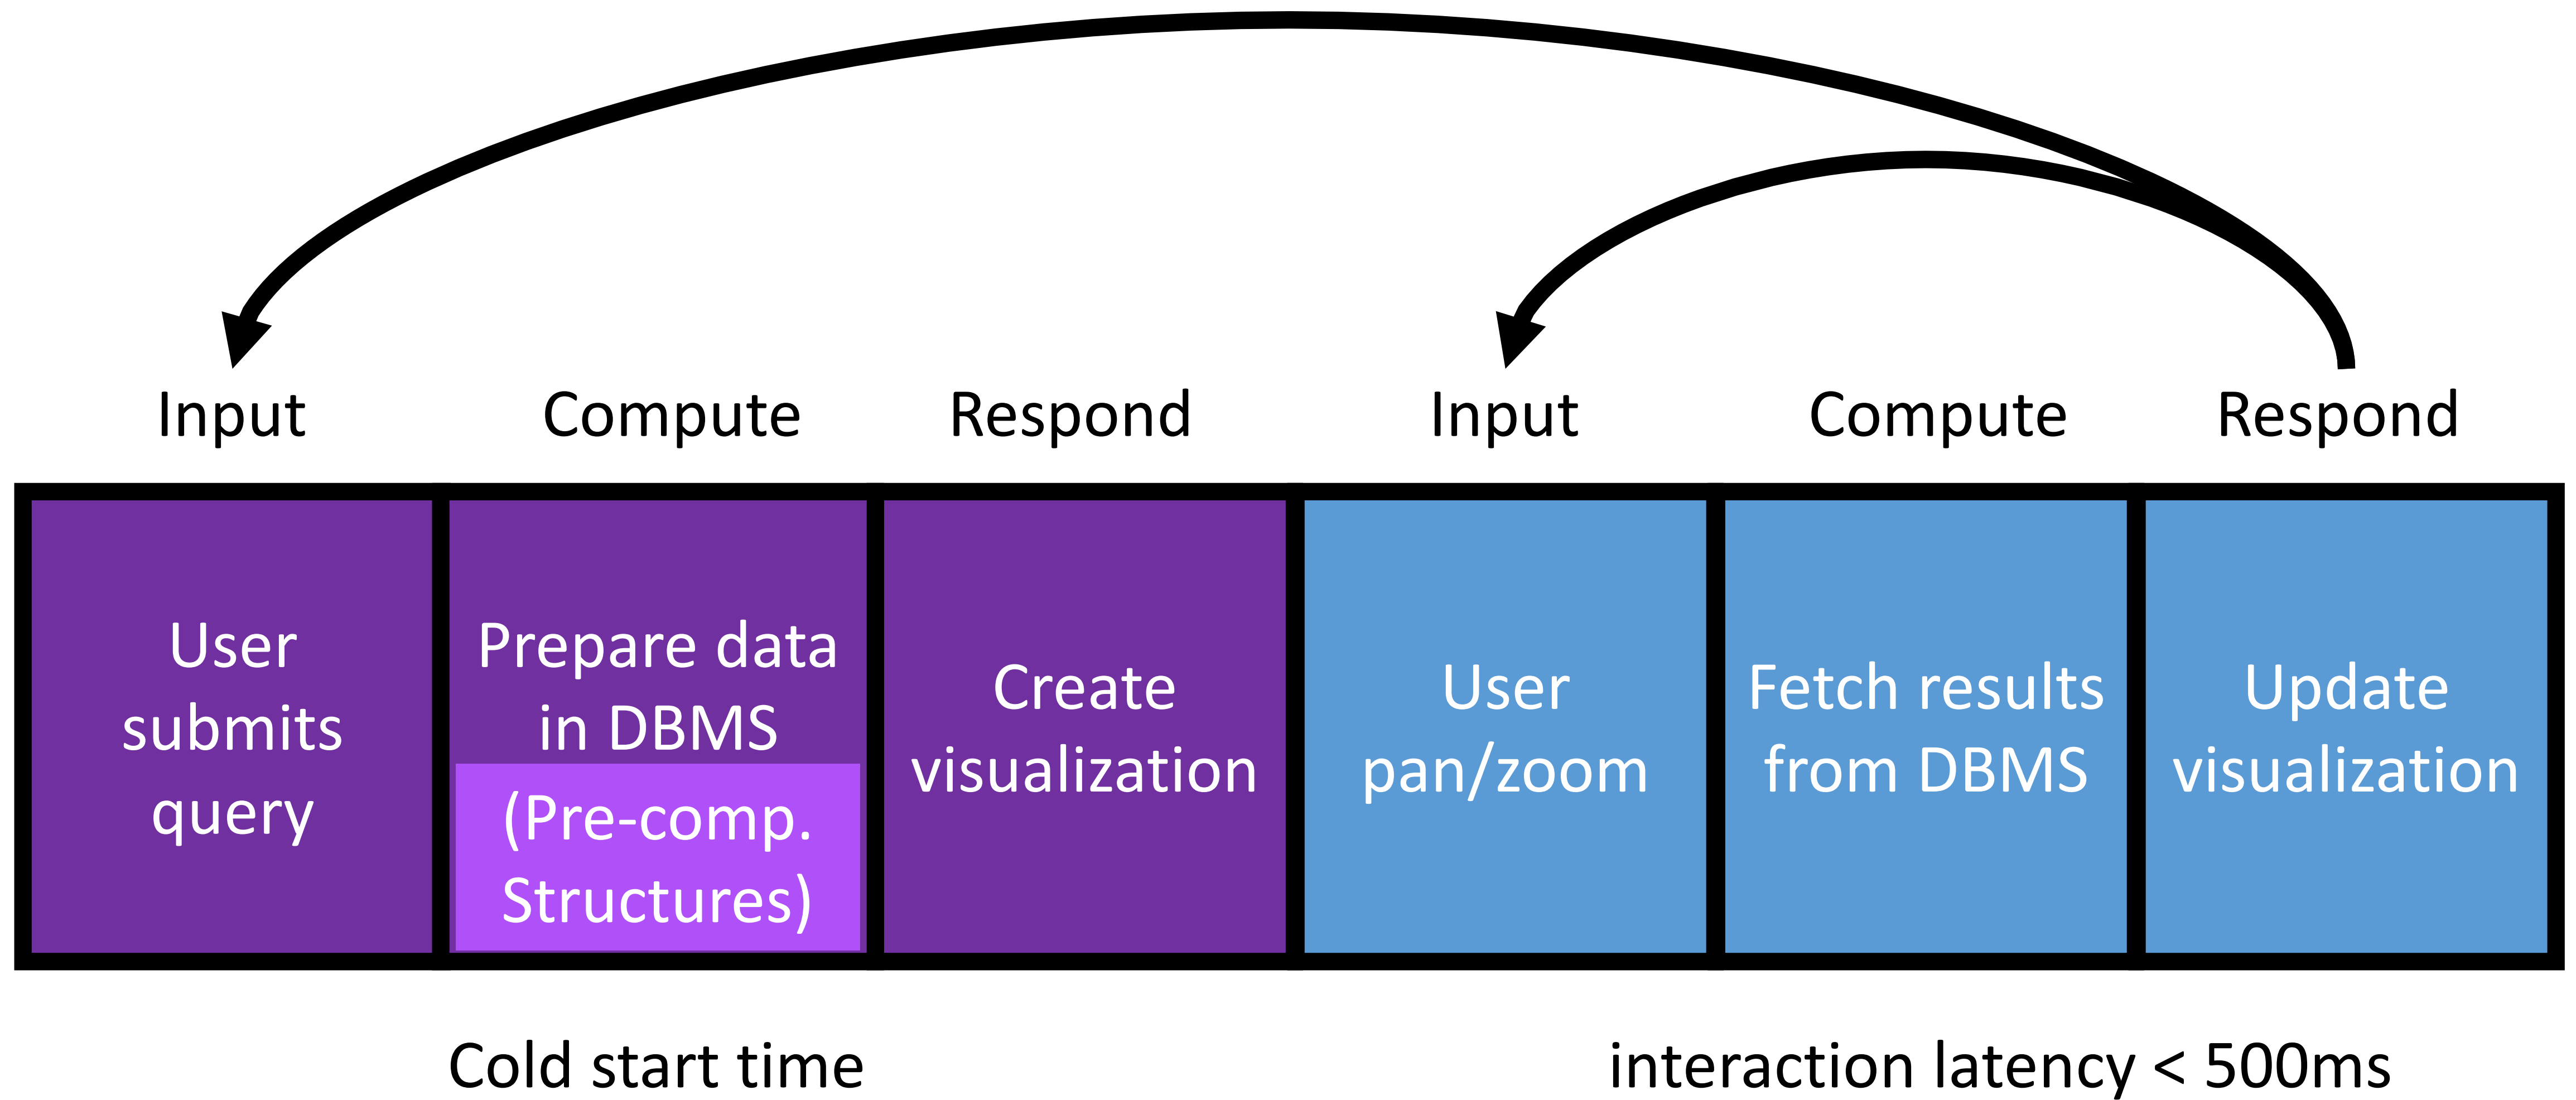 Input
Compute
Respond
Input
Compute
Respond
User
submits
query
Prepare data
in DBMS
(Pre-comp.
Structures)
Create
visualization
User
pan/zoom
Fetch results
from DBMS
Update
visualization
Cold start time
interaction latency < 500ms